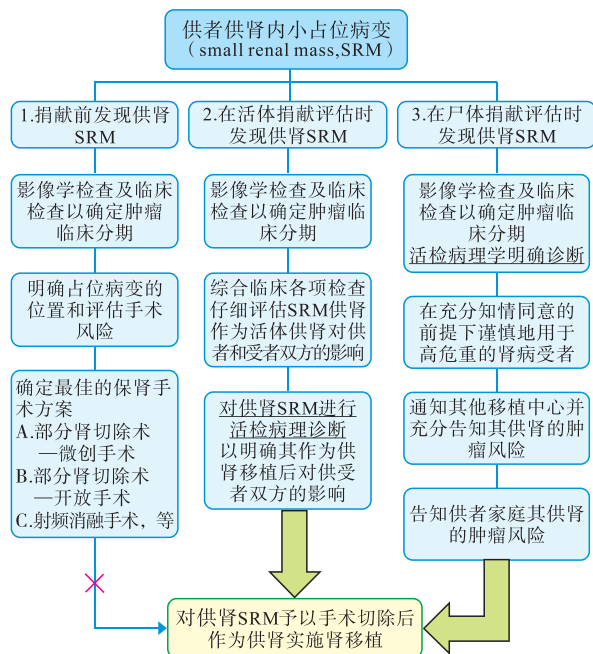 供者供肾内小占位病变
（small renal mass,SRM）
1.捐献前发现供肾
SRM
影像学检查及临床
检查以确定肿瘤
临床分期
明确占位病变的
位置和评估手术
风险
确定最佳的保肾手
术方案
A.部分肾切除术
—微创手术
B.部分肾切除术
—开放手术
C.射频消融手术，等
2.在活体捐献评估时
发现供肾SRM
影像学检查及临床
检查以确定肿瘤临
床分期
综合临床各项检查
仔细评估SRM供肾
作为活体供肾对供
者和受者双方的影响
对供肾SRM进行
活检病理诊断
以明确其作为供
肾移植后对供受
者双方的影响
3.在尸体捐献评估时
发现供肾SRM
影像学检查及临床
检查以确定肿瘤临
床分期
活检病理学明确诊断
在充分知情同意的
前提下谨慎地用于
高危重的肾病受者
通知其他移植中心并
充分告知其供肾的肿
瘤风险
告知供者家庭其供肾
的肿瘤风险
对供肾SRM予以手术切除后
作为供肾实施肾移植